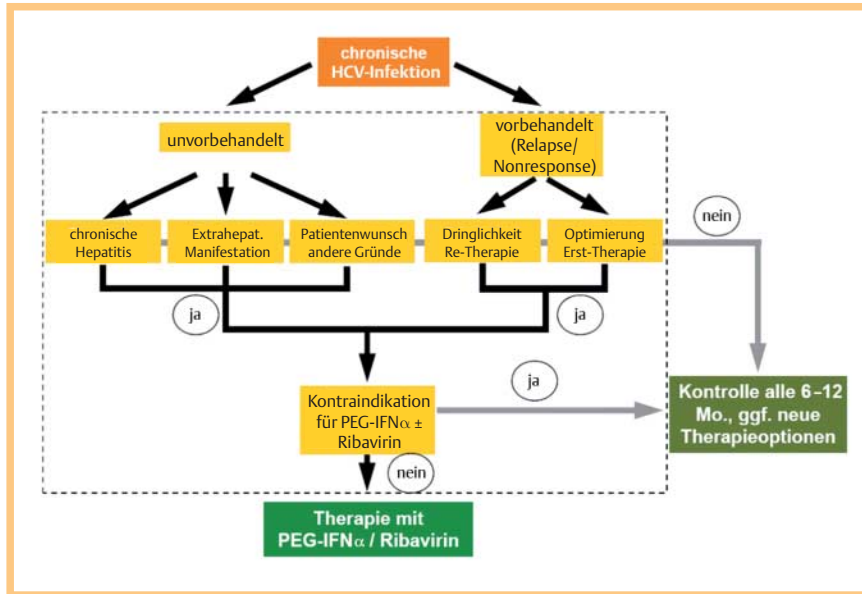 chronische
HCV-Infektion
unvorbehandelt
vorbehandelt
(Relapse/
Nonresponse)
nein
chronische
Hepatitis
Extrahepat.
Manifestation
Patientenwunsch
andere Gründe
Dringlichkeit
Re-Therapie
Optimierung
Erst-Therapie
ja
ja
ja
Kontraindikation
für PEG-IFNα ±
Ribavirin
Kontrolle alle 6–12
Mo., ggf. neue
Therapieoptionen
nein
Therapie mit
PEG-IFNα / Ribavirin